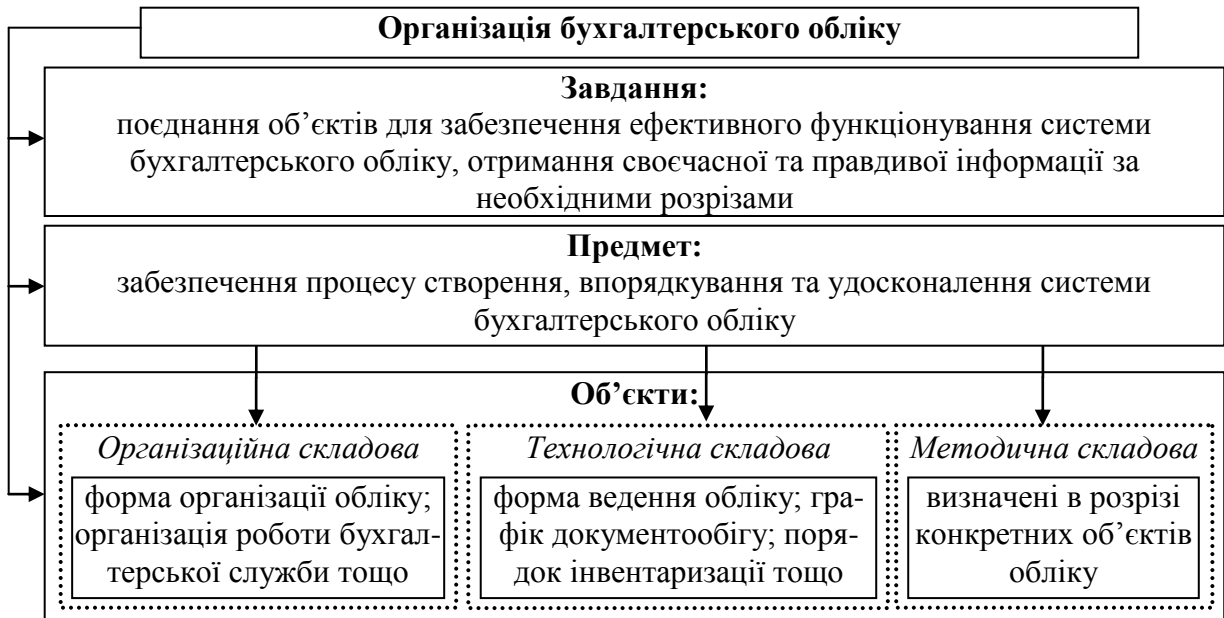 Організація бухгалтерського обліку
Завдання:
поєднання об’єктів для забезпечення ефективного функціонування системи
бухгалтерського обліку, отримання своєчасної та правдивої інформації за
необхідними розрізами
Предмет:
забезпечення процесу створення, впорядкування та удосконалення системи
бухгалтерського обліку
Об’єкти:
Організаційна складова
форма організації обліку;
організація роботи бухгал-
терської служби тощо
Технологічна складова
форма ведення обліку; гра-
фік документообігу; поря-
док інвентаризації тощо
Методична складова
визначені в розрізі
конкретних об’єктів
обліку